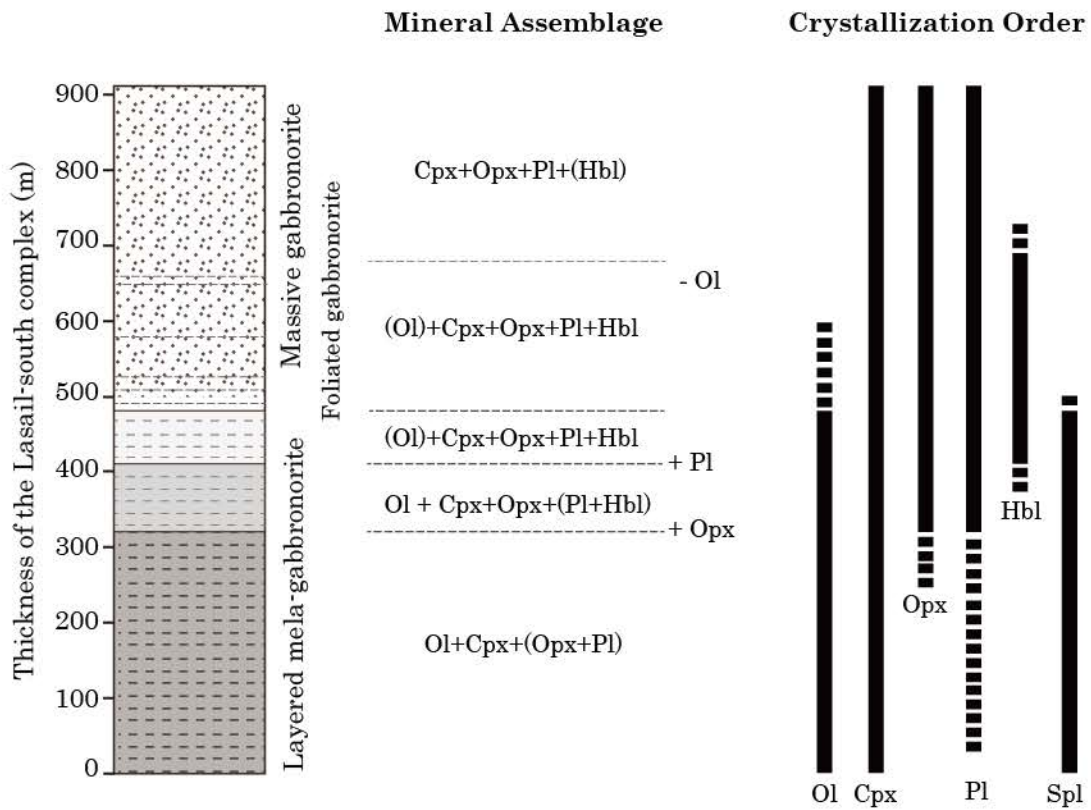 Mineral Assemblage
Crystallization Order
Thickness of the Lasail-south complex (m)
900
800
700
600
500
400
300
200
100
0
Massive gabbronorite
Foliated gabbronorite
Layered mela-gabbronorite
Cpx+Opx+Pl+(Hbl)
- Ol
(Ol)+Cpx+Opx+Pl+Hbl
(Ol)+Cpx+Opx+Pl+Hbl
+ Pl
Ol + Cpx+Opx+(Pl+Hbl)
+ Opx
Ol+Cpx+(Opx+Pl)
Hbl
Opx
Ol
Cpx
Pl
Spl